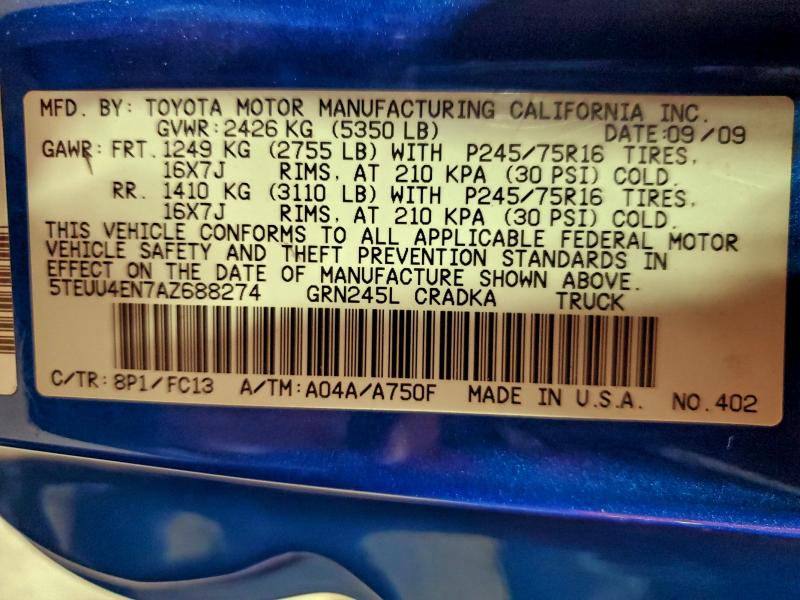 MFD. BY: TOYOTA MOTOR MANUFACTURING CALIFORNIA INC.
GVWR: 2426 KG (5350 LB) DATE: 09/09
GAWR: FRT. 1249 KG (2755 LB) WITH P245/75R16 TIRES,
16X7J RIMS, AT 210 KPA (30 PSI) COLD.
RR. 1410 KG (3110 LB) WITH P245/75R16 TIRES,
16X7J RIMS, AT 210 KPA (30 PSI) COLD.
THIS VEHICLE CONFORMS TO ALL APPLICABLE FEDERAL MOTOR
VEHICLE SAFETY AND THEFT PREVENTION STANDARDS IN
EFFECT ON THE DATE OF MANUFACTURE SHOWN ABOVE.
5TEUU4EN7AZ688274 GRN245L CRADKA TRUCK
C/TR: 8P1/FC13 A/TM: A04A/A750F MADE IN U.S.A. NO. 402